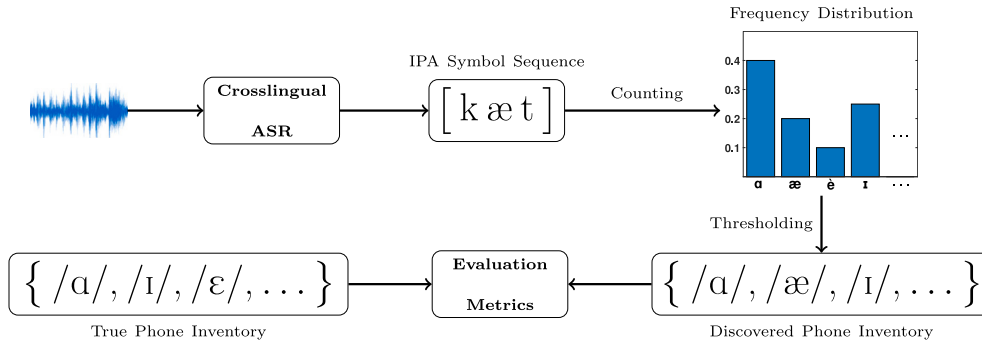 Frequency Distribution
IPA Symbol Sequence
Crosslingual
ASR
[ k æ t ]
Counting
0.4
0.3
0.2
0.1
...
ɑ æ è ɪ ...
Thresholding
{ /ɑ/, /ɪ/, /ɛ/, ... }
Evaluation
Metrics
{ /ɑ/, /æ/, /ɪ/, ... }
True Phone Inventory
Discovered Phone Inventory